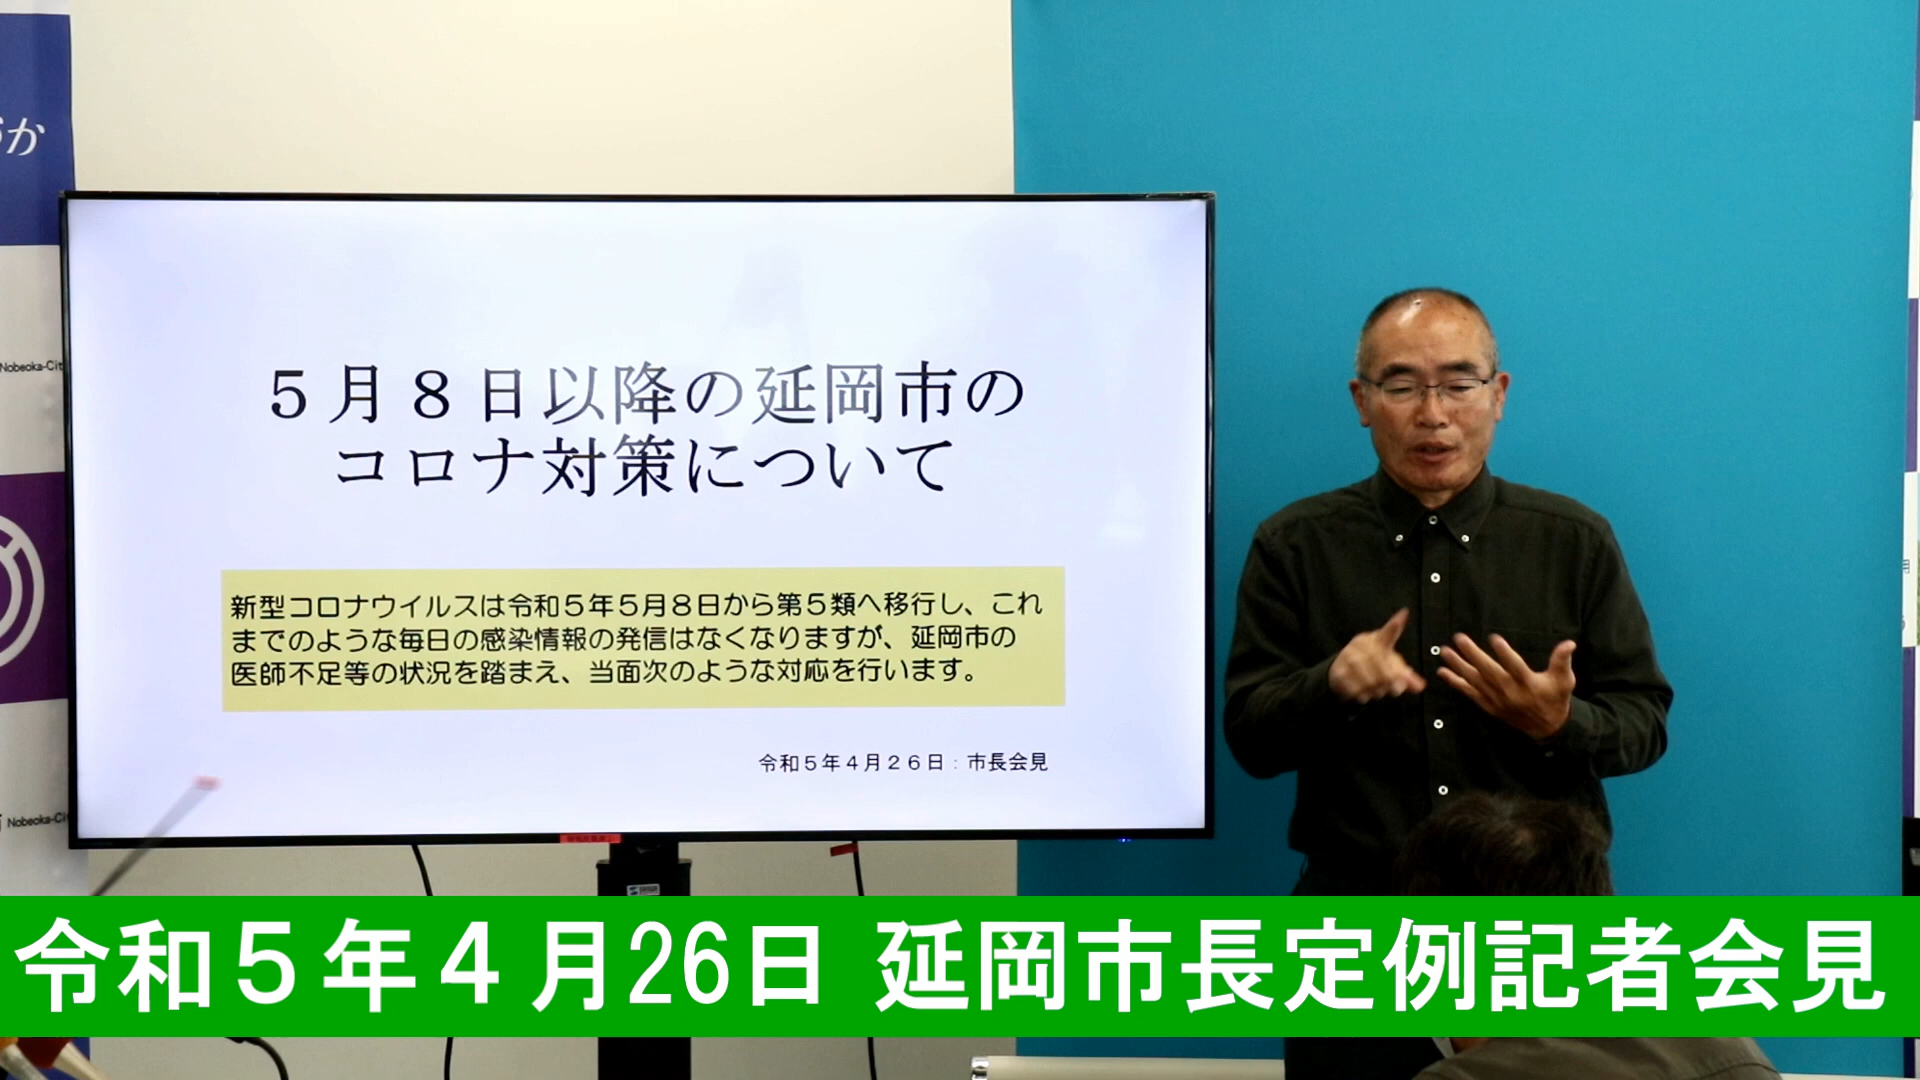 か
Nobeoka-Cit
５月８日以降の延岡市の
コロナ対策について
新型コロナウイルスは令和５年５月８日から第５類へ移行し、これ
までのような毎日の感染情報の発信はなくなりますが、延岡市の
医師不足等の状況を踏まえ、当面次のような対応を行います。
令和５年４月２６日：市長会見
Nobeoka-Ci
令和５年４月26日 延岡市長定例記者会見